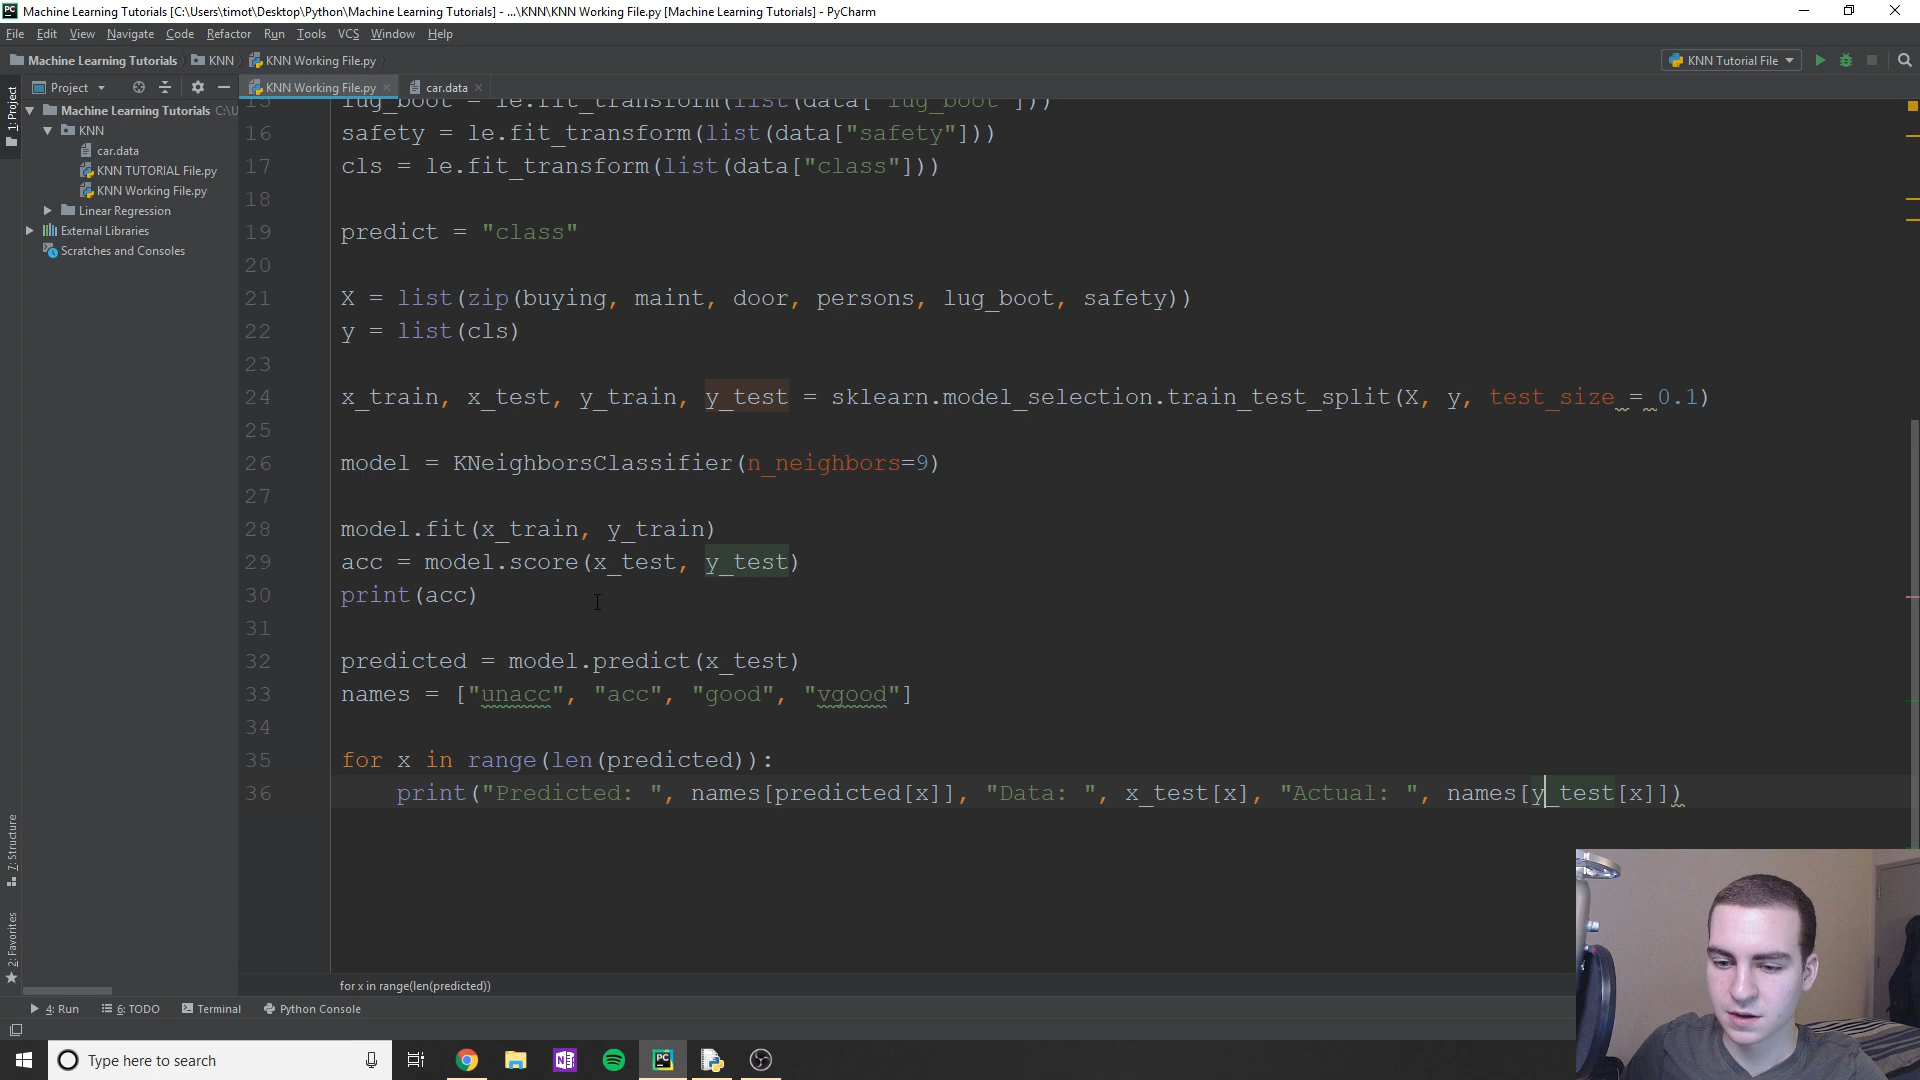 Machine Learning Tutorials [C:\Users\timot\Desktop\Python\Machine Learning Tutorials] - ...\KNN\KNN Working File.py [Machine Learning Tutorials] - PyCharm
File Edit View Navigate Code Refactor Run Tools VCS Window Help
Machine Learning Tutorials KNN KNN Working File.py KNN Tutorial File
Project KNN Working File.py car.data
1: Project
Machine Learning Tutorials C:\U
KNN
car.data
KNN TUTORIAL File.py
KNN Working File.py
Linear Regression
External Libraries
Scratches and Consoles
15 lug_boot = le.fit_transform(list(data["lug_boot"]))
16 safety = le.fit_transform(list(data["safety"]))
17 cls = le.fit_transform(list(data["class"]))
18
19 predict = "class"
20
21 X = list(zip(buying, maint, door, persons, lug_boot, safety))
22 y = list(cls)
23
24 x_train, x_test, y_train, y_test = sklearn.model_selection.train_test_split(X, y, test_size = 0.1)
25
26 model = KNeighborsClassifier(n_neighbors=9)
27
28 model.fit(x_train, y_train)
29 acc = model.score(x_test, y_test)
30 print(acc)
31
32 predicted = model.predict(x_test)
33 names = ["unacc", "acc", "good", "vgood"]
34
35 for x in range(len(predicted)):
36 print("Predicted: ", names[predicted[x]], "Data: ", x_test[x], "Actual: ", names[y_test[x]])
7: Structure
2: Favorites
for x in range(len(predicted))
4: Run 6: TODO Terminal Python Console
Type here to search